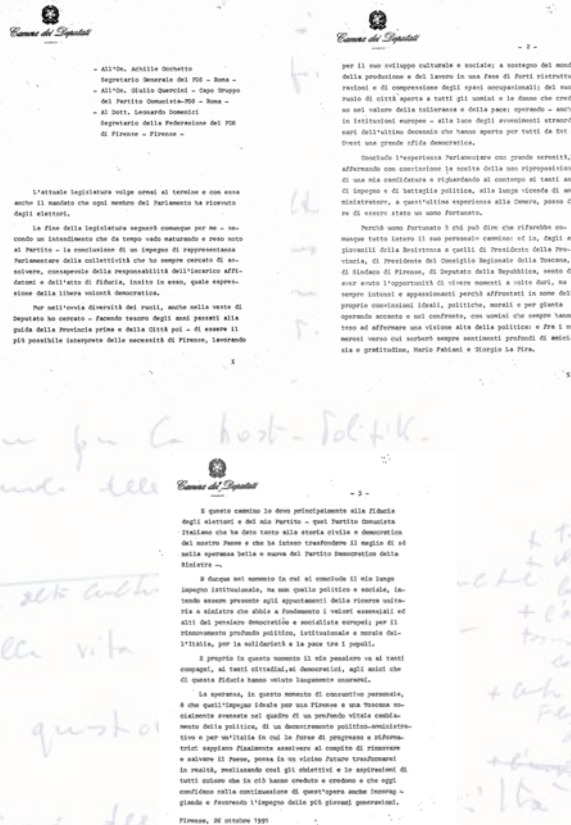 Camera dei Deputati
- All'On. Achille Occhetto
Segretario Generale del PDS - Roma -
- All'On. Giulio Quercini - Capo Gruppo
del Partito Comunista-PDS - Roma -
- Al Dott. Leonardo Domenici
Segretario della Federazione del PDS
di Firenze - Firenze -
L'attuale legislatura volge ormai al termine e con essa
anche il mandato che ogni membro del Parlamento ha ricevuto
dagli elettori.
La fine della legislatura segnerà comunque per me - se-
condo un intendimento che da tempo vado maturando e reso noto
al Partito - la conclusione di un impegno di rappresentanza
Parlamentare della collettività che ho sempre cercato di as-
solvere, consapevole della responsabilità dell'incarico affi-
datomi e dell'atto di fiducia, insito in esso, quale espres-
sione della libera volontà democratica.
Pur nell'ovvia diversità dei ruoli, anche nella veste di
Deputato ho cercato - facendo tesoro degli anni passati alla
guida della Provincia prima e della Città poi - di essere il
più possibile interprete delle necessità di Firenze, lavorando
Camera dei Deputati
- 2 -
per il suo sviluppo culturale e sociale; a sostegno del mond
della produzione e del lavoro in una fase di forti ristruttu
razioni e di compressione degli spazi occupazionali; del suo
ruolo di città aperta a tutti gli uomini e le donne che cred
no nel valore della tolleranza e della pace; operando - anch
in istituzioni europee - alla luce degli avvenimenti straord
nari dell'ultimo decennio che hanno aperto per tutti da Est
Ovest una grande sfida democratica.
Concludo l'esperienza Parlamentare con grande serenità,
affermando con convinzione la scelta della non riproposizion
di una mia candidatura e riguardando al contempo ai tanti an
di impegno e di battaglia politica, alla lunga vicenda di am
ministratore, a quest'ultima esperienza alla Camera, posso d
re di essere stato un uomo fortunato.
Perchè uomo fortunato è chi può dire che rifarebbe co-
munque tutto intero il suo personale cammino: ed io, dagli a
giovanili della Resistenza a quelli di Presidente della Pro-
vincia, di Presidente del Consiglio Regionale della Toscana,
di Sindaco di Firenze, di Deputato della Repubblica, sento d
aver avuto l'opportunità di vivere momenti a volte duri, ma
sempre intensi e appassionanti perchè affrontati in nome del
proprie convinzioni ideali, politiche, morali e per giunta
operando accanto e nel confronto, con uomini che sempre hann
teso ad affermare una visione alta della politica: e fra i n
merosi verso cui serberò sempre sentimenti profondi di amici
zia e gratitudine, Mario Fabiani e Giorgio La Pira.
Camera dei Deputati
- 3 -
E questo cammino lo devo principalmente alla fiducia
degli elettori e del mio Partito - quel Partito Comunista
Italiano che ha dato tanto alla storia civile e democratica
del nostro Paese e che ha inteso trasfondere il meglio di sé
nella speranza bella e nuova del Partito Democratico della
Sinistra -.
E dunque nel momento in cui si conclude il mio lungo
impegno istituzionale, ma non quello politico e sociale, in-
tendo essere presente agli appuntamenti della ricerca unita-
ria a sinistra che abbia a fondamento i valori essenziali ed
alti del pensiero democratico e socialista europei; per il
rinnovamento profondo politico, istituzionale e morale del-
l'Italia, per la solidarietà e la pace tra i popoli.
E proprio in questo momento il mio pensiero va ai tanti
compagni, ai tanti cittadini, ai democratici, agli amici che
di questa fiducia hanno voluto lungamente onorarmi.
La speranza, in questo momento di consuntivo personale,
è che quell'impegno ideale per una Firenze e una Toscana so-
cialmente avanzate nel quadro di un profondo vitale cambia-
mento della politica, di un decentramento politico-amministra-
tivo e per un'Italia in cui le forze di progresso e riforma-
trici sappiano finalmente assolvere al compito di rinnovare
e salvare il Paese, possa in un vicino futuro trasformarsi
in realtà, realizzando così gli obiettivi e le aspirazioni di
tutti coloro che in ciò hanno creduto e credono e che oggi
confidano nella continuazione di quest'opera anche incorag-
giando e favorendo l'impegno delle più giovani generazioni.
Firenze, 26 ottobre 1991
la host-Politik.
vita